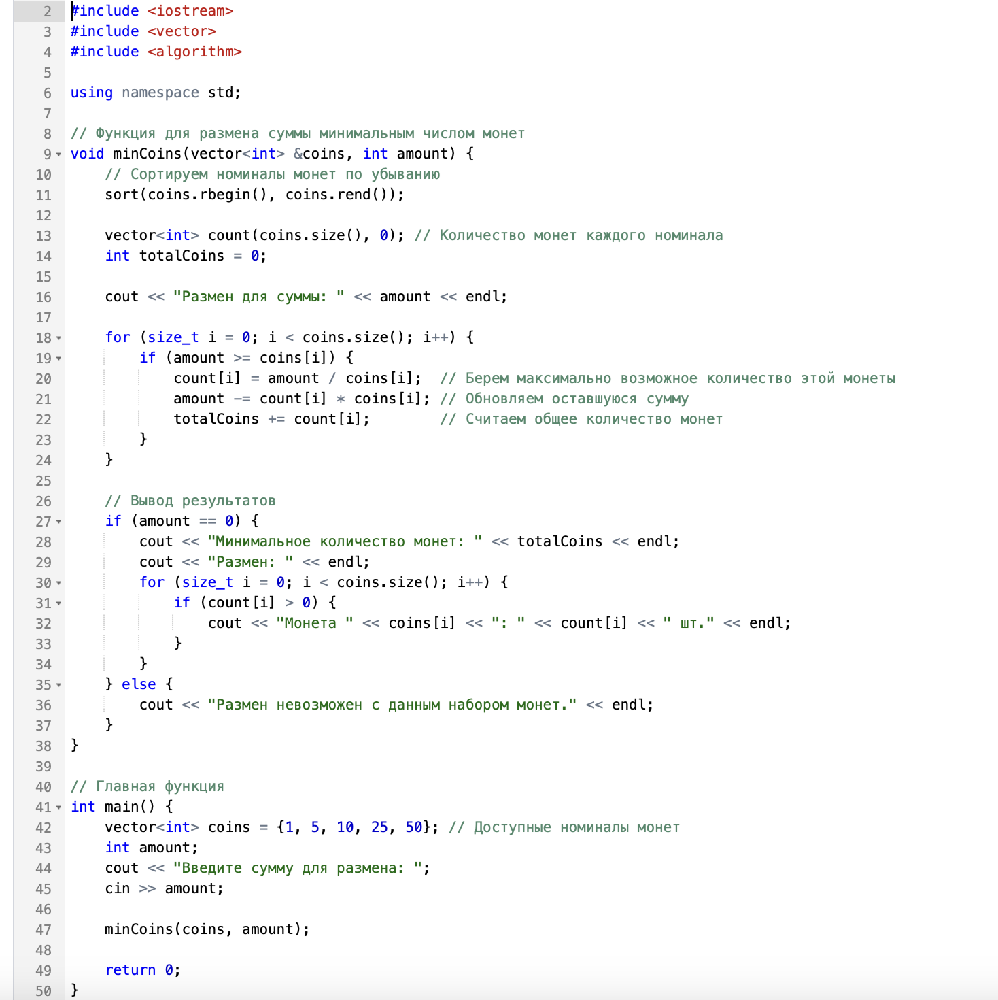 2 #include <iostream>
3 #include <vector>
4 #include <algorithm>
5
6 using namespace std;
7
8 // Функция для размена суммы минимальным числом монет
9 void minCoins(vector<int> &coins, int amount) {
10     // Сортируем номиналы монет по убыванию
11     sort(coins.rbegin(), coins.rend());
12
13     vector<int> count(coins.size(), 0); // Количество монет каждого номинала
14     int totalCoins = 0;
15
16     cout << "Размен для суммы: " << amount << endl;
17
18     for (size_t i = 0; i < coins.size(); i++) {
19         if (amount >= coins[i]) {
20             count[i] = amount / coins[i];  // Берем максимально возможное количество этой монеты
21             amount -= count[i] * coins[i]; // Обновляем оставшуюся сумму
22             totalCoins += count[i];        // Считаем общее количество монет
23         }
24     }
25
26     // Вывод результатов
27     if (amount == 0) {
28         cout << "Минимальное количество монет: " << totalCoins << endl;
29         cout << "Размен: " << endl;
30         for (size_t i = 0; i < coins.size(); i++) {
31             if (count[i] > 0) {
32                 cout << "Монета " << coins[i] << ": " << count[i] << " шт." << endl;
33             }
34         }
35     } else {
36         cout << "Размен невозможен с данным набором монет." << endl;
37     }
38 }
39
40 // Главная функция
41 int main() {
42     vector<int> coins = {1, 5, 10, 25, 50}; // Доступные номиналы монет
43     int amount;
44     cout << "Введите сумму для размена: ";
45     cin >> amount;
46
47     minCoins(coins, amount);
48
49     return 0;
50 }